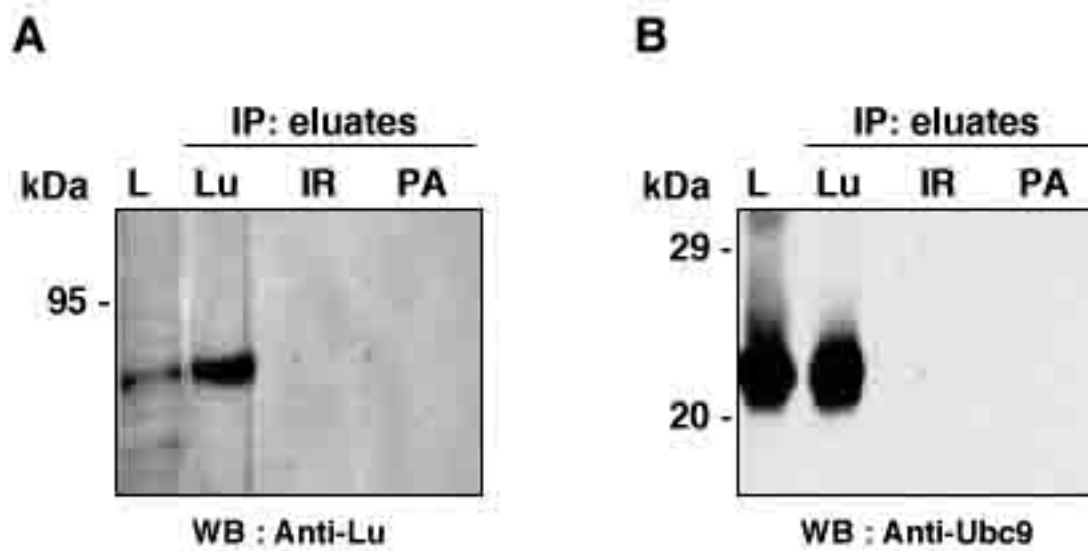 A
IP: eluates
kDa L Lu IR PA
95 -
WB : Anti-Lu
B
IP: eluates
kDa L Lu IR PA
29 -
20 -
WB : Anti-Ubc9